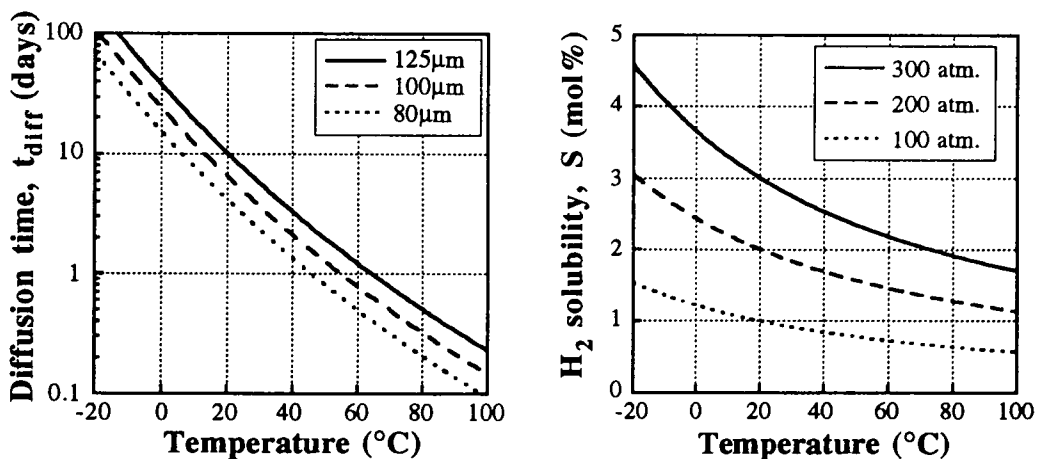 Diffusion time, t_diff (days)
100
10
1
0.1
125µm
100µm
80µm
-20 0 20 40 60 80 100
Temperature (°C)
H₂ solubility, S (mol%)
5
4
3
2
1
0
300 atm.
200 atm.
100 atm.
-20 0 20 40 60 80 100
Temperature (°C)